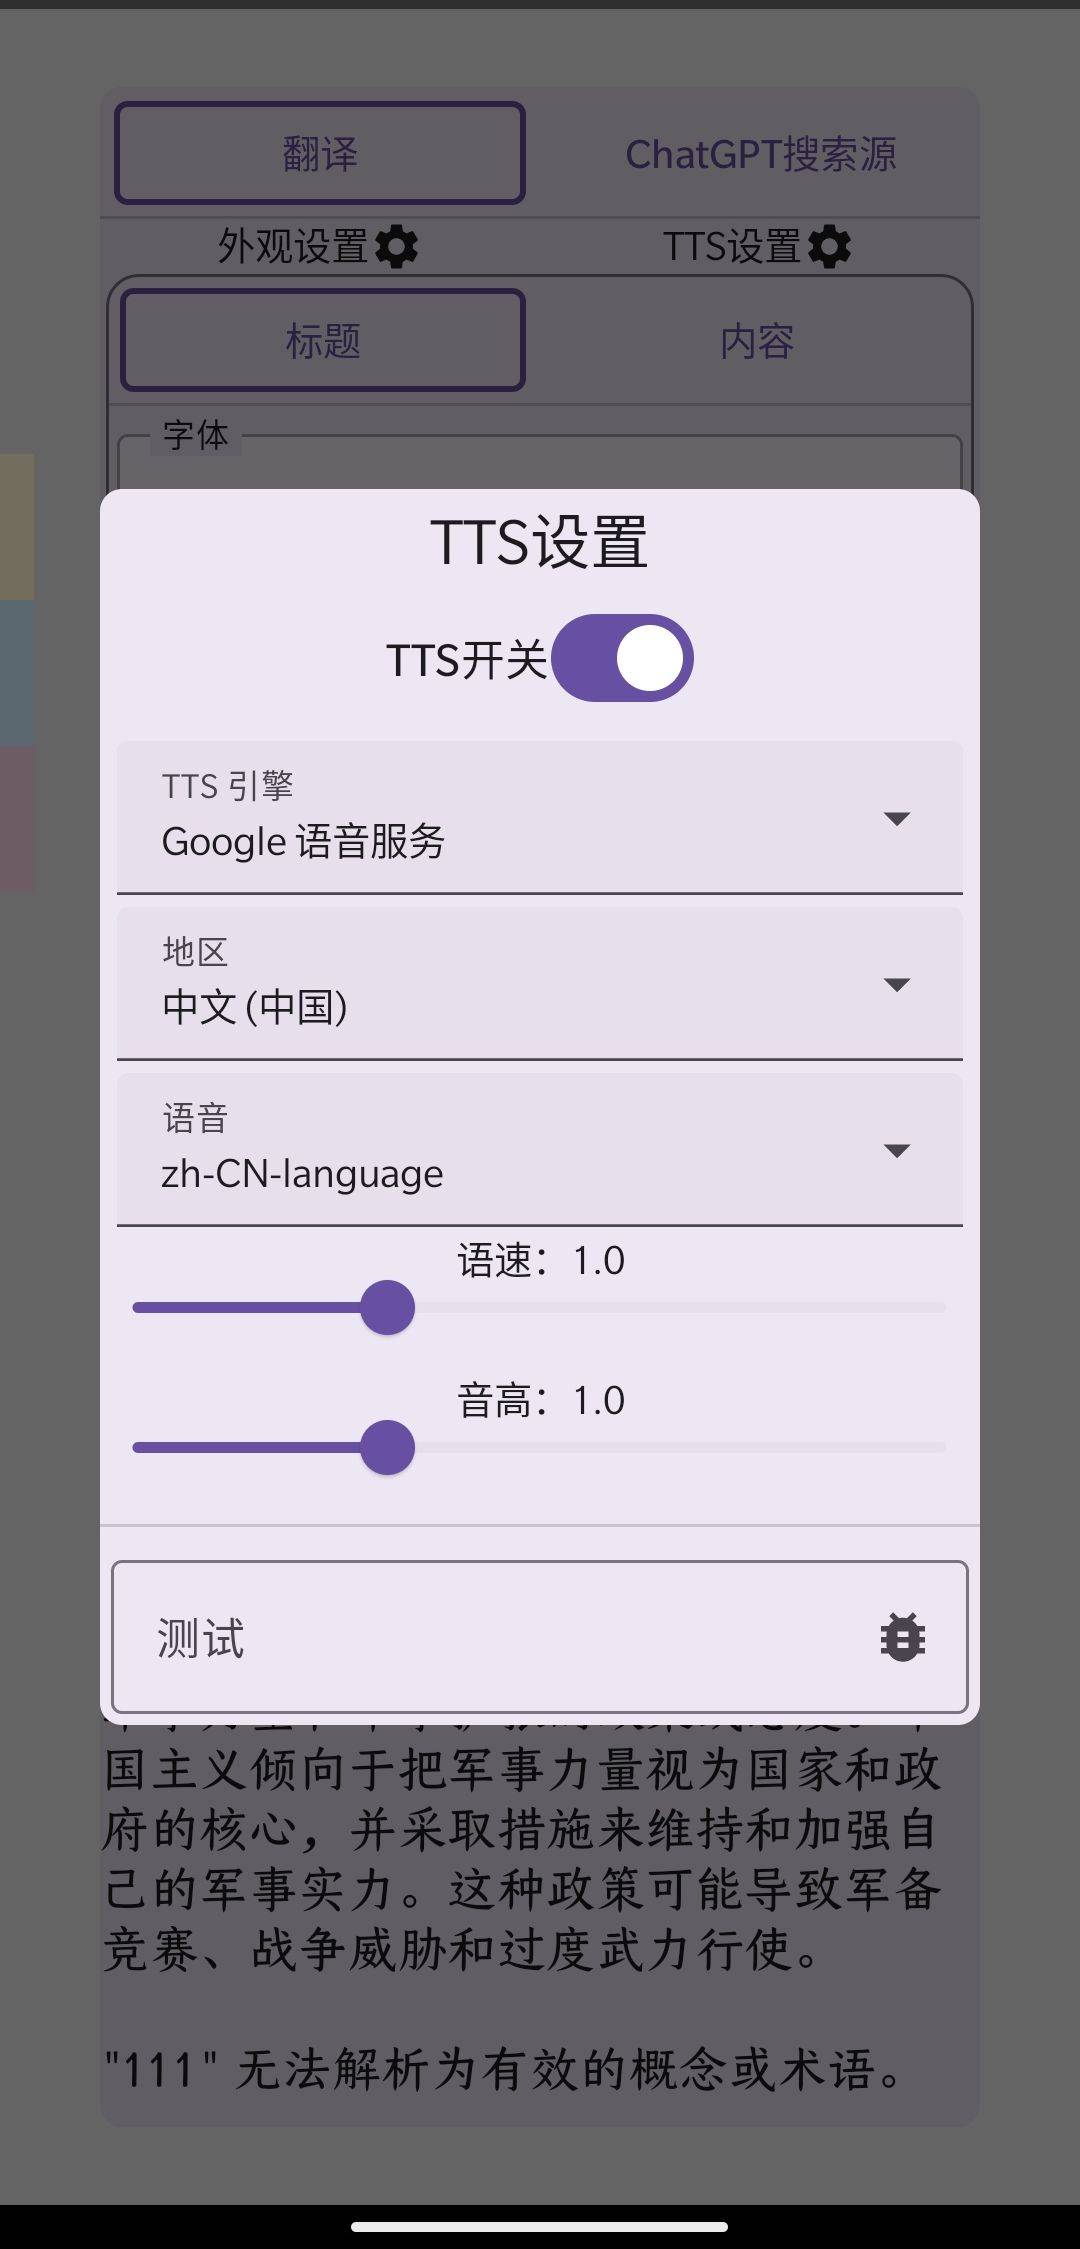 翻译
ChatGPT搜索源
外观设置
TTS设置
标题
内容
字体
TTS设置
TTS开关
TTS 引擎
Google 语音服务
地区
中文 (中国)
语音
zh-CN-language
语速：1.0
音高：1.0
测试
国主义倾向于把军事力量视为国家和政
府的核心，并采取措施来维持和加强自
己的军事实力。这种政策可能导致军备
竞赛、战争威胁和过度武力行使。
"111" 无法解析为有效的概念或术语。